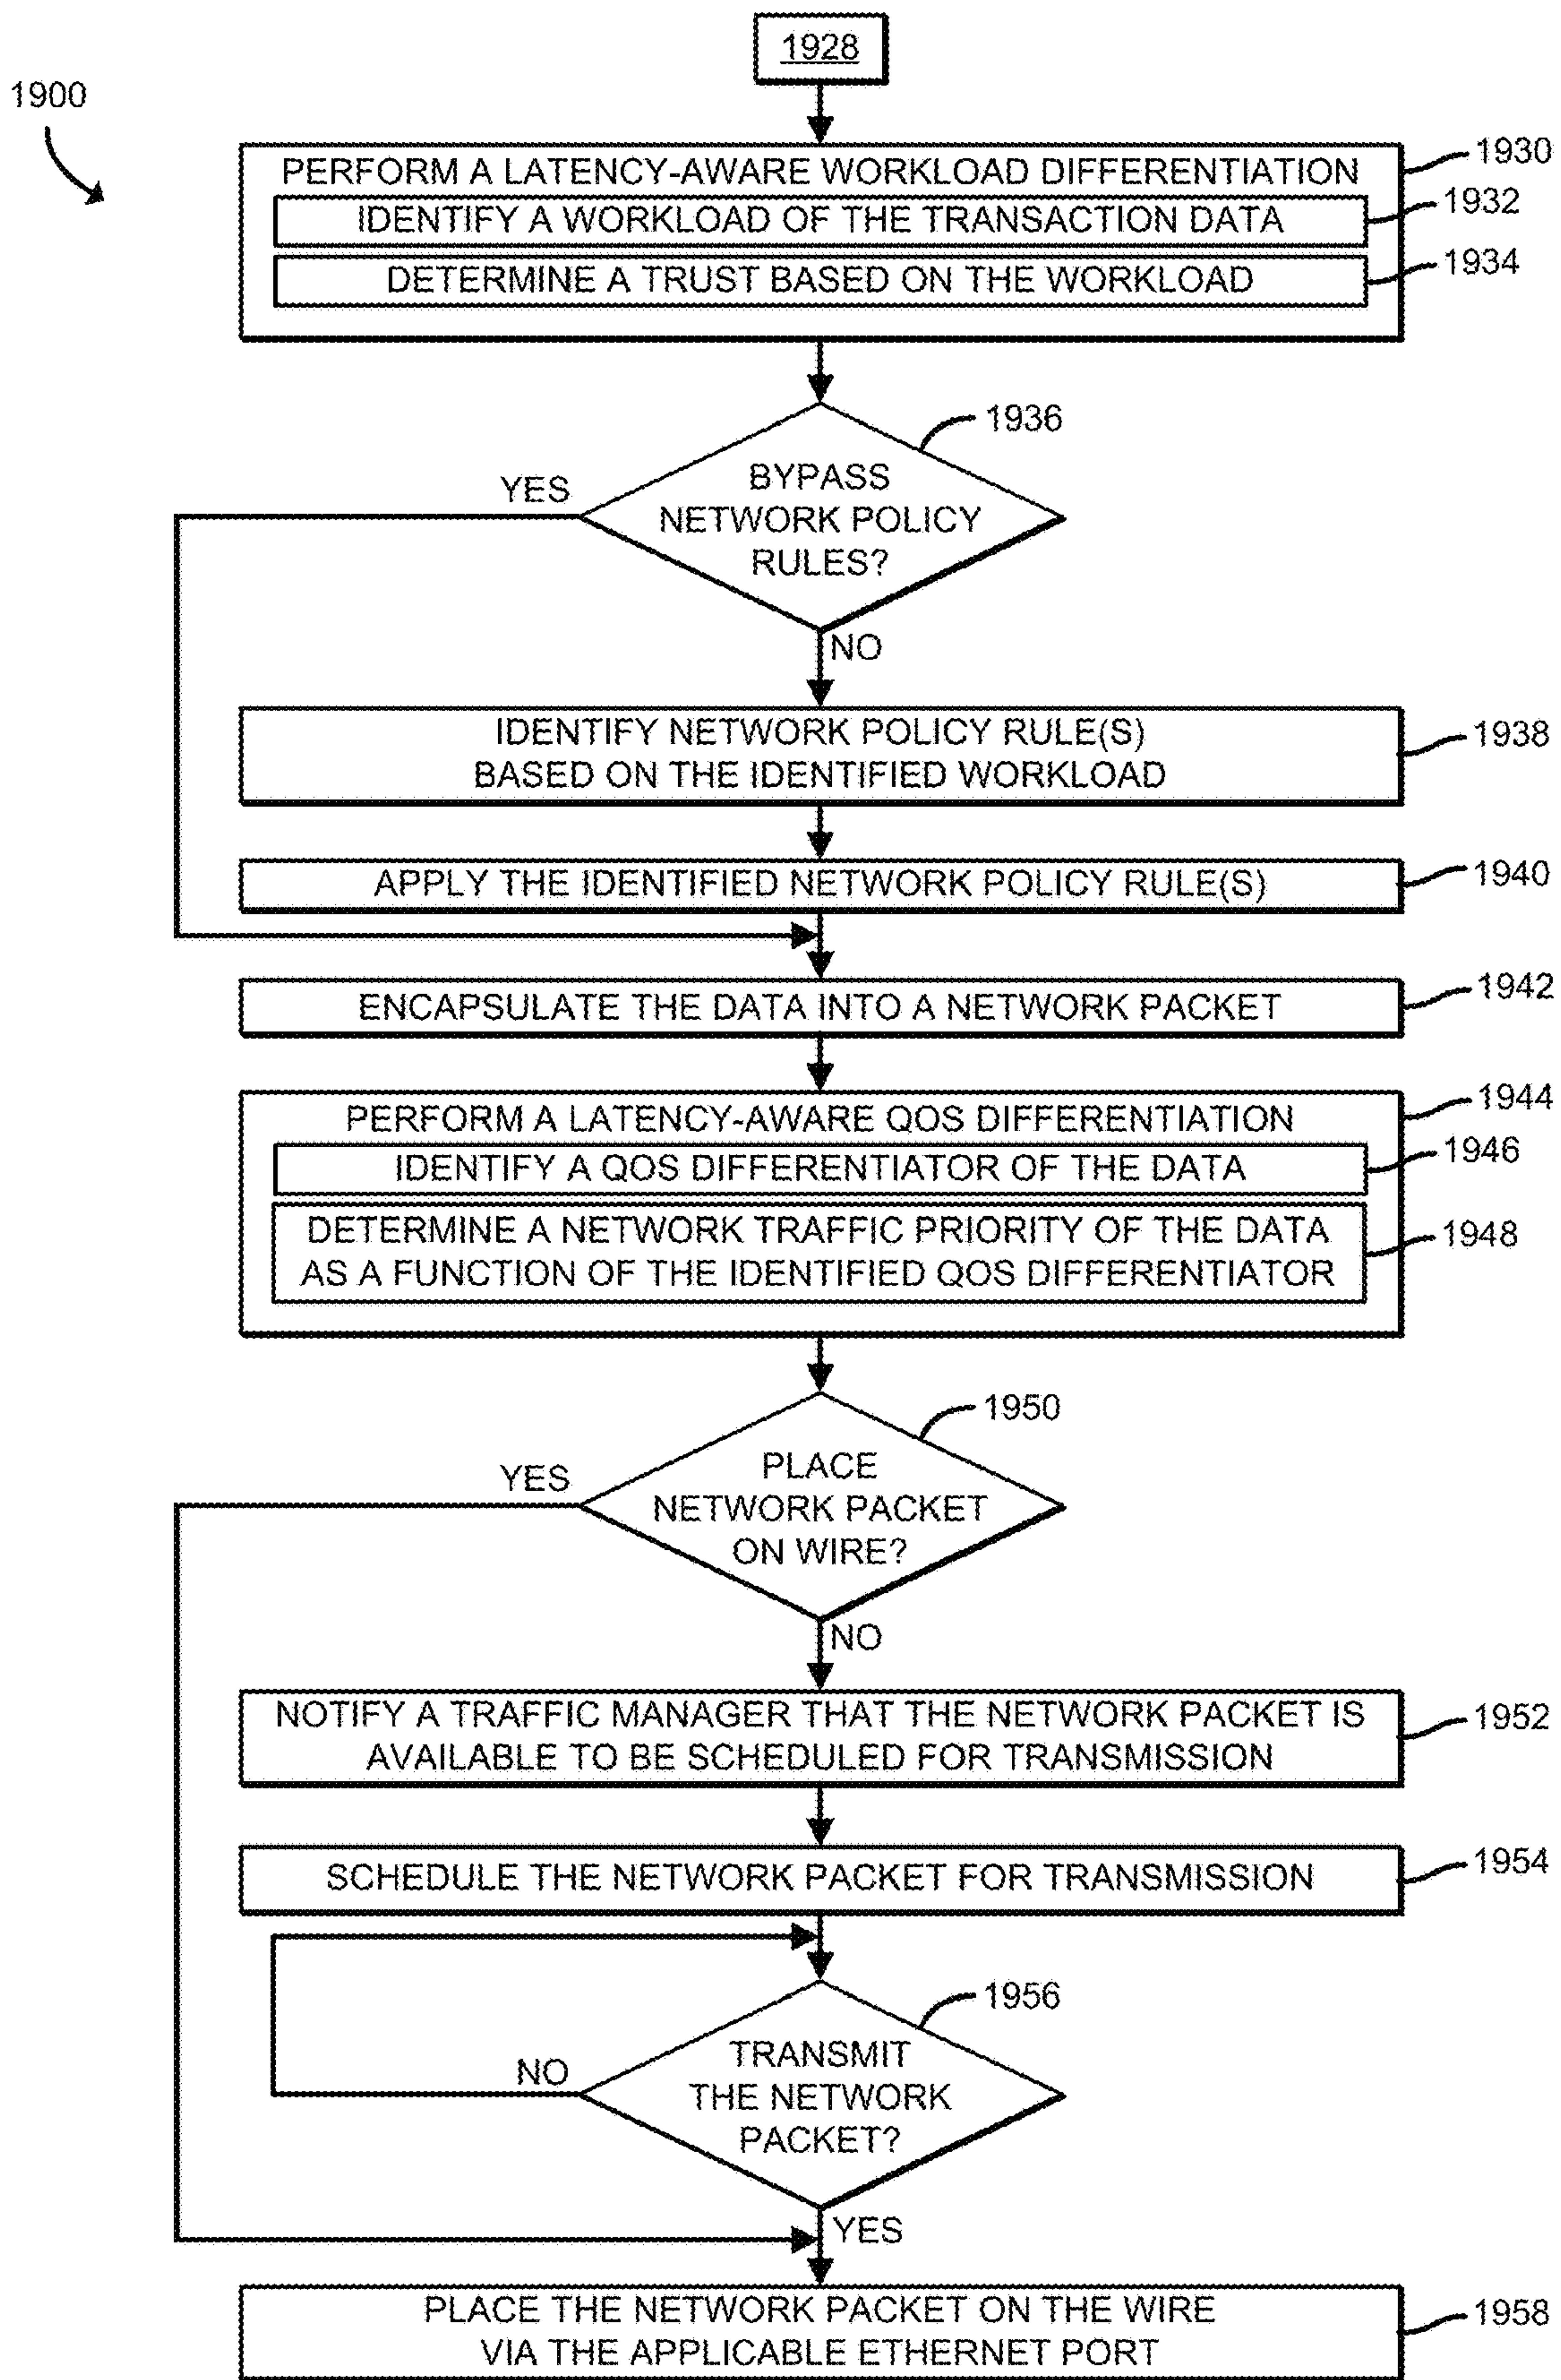 1928
1900
PERFORM A LATENCY-AWARE WORKLOAD DIFFERENTIATION
1930
IDENTIFY A WORKLOAD OF THE TRANSACTION DATA
1932
DETERMINE A TRUST BASED ON THE WORKLOAD
1934
1936
YES
BYPASS
NETWORK POLICY
RULES?
NO
IDENTIFY NETWORK POLICY RULE(S)
BASED ON THE IDENTIFIED WORKLOAD
1938
APPLY THE IDENTIFIED NETWORK POLICY RULE(S)
1940
ENCAPSULATE THE DATA INTO A NETWORK PACKET
1942
PERFORM A LATENCY-AWARE QOS DIFFERENTIATION
1944
IDENTIFY A QOS DIFFERENTIATOR OF THE DATA
1946
DETERMINE A NETWORK TRAFFIC PRIORITY OF THE DATA
AS A FUNCTION OF THE IDENTIFIED QOS DIFFERENTIATOR
1948
1950
YES
PLACE
NETWORK PACKET
ON WIRE?
NO
NOTIFY A TRAFFIC MANAGER THAT THE NETWORK PACKET IS
AVAILABLE TO BE SCHEDULED FOR TRANSMISSION
1952
SCHEDULE THE NETWORK PACKET FOR TRANSMISSION
1954
1956
NO
TRANSMIT
THE NETWORK
PACKET?
YES
PLACE THE NETWORK PACKET ON THE WIRE
VIA THE APPLICABLE ETHERNET PORT
1958